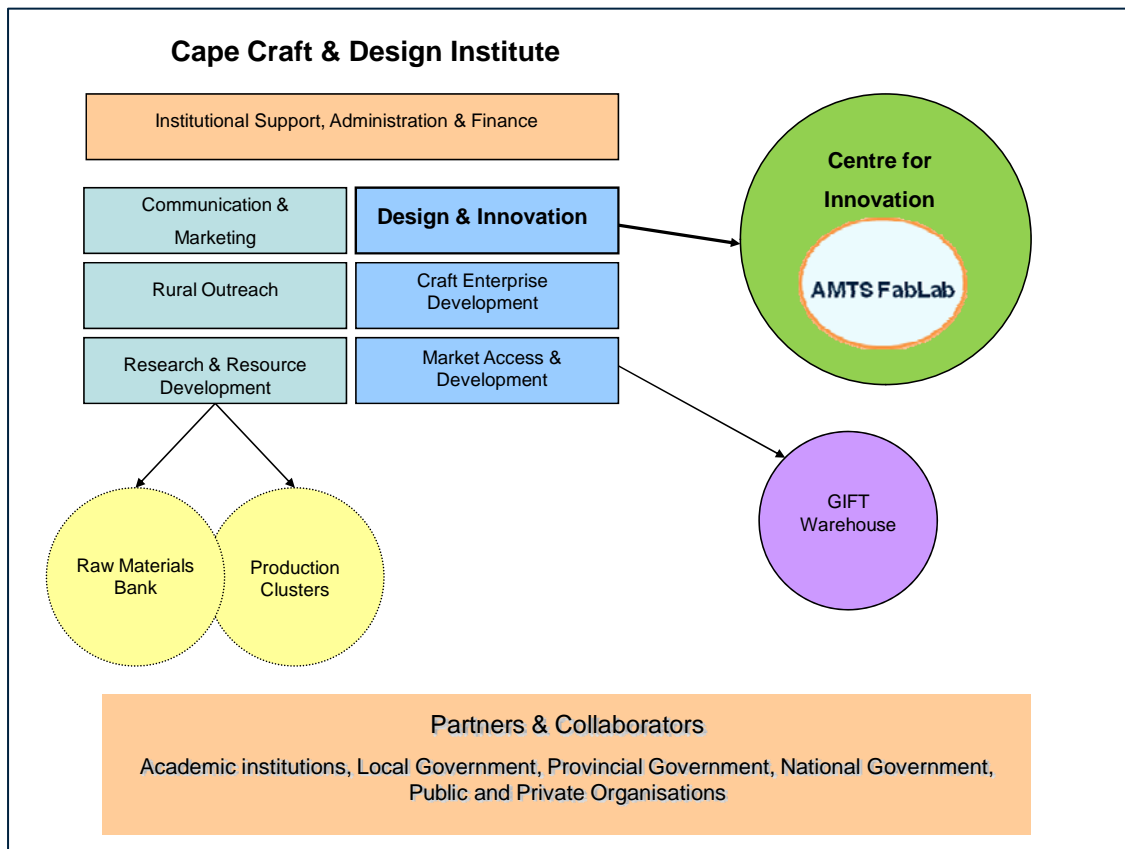 Cape Craft & Design Institute
Institutional Support, Administration & Finance
Communication &
Marketing
Design & Innovation
Rural Outreach
Craft Enterprise
Development
Research & Resource
Development
Market Access &
Development
Centre for
Innovation
AMTS FabLab
GIFT
Warehouse
Raw Materials
Bank
Production
Clusters
Partners & Collaborators
Academic institutions, Local Government, Provincial Government, National Government,
Public and Private Organisations